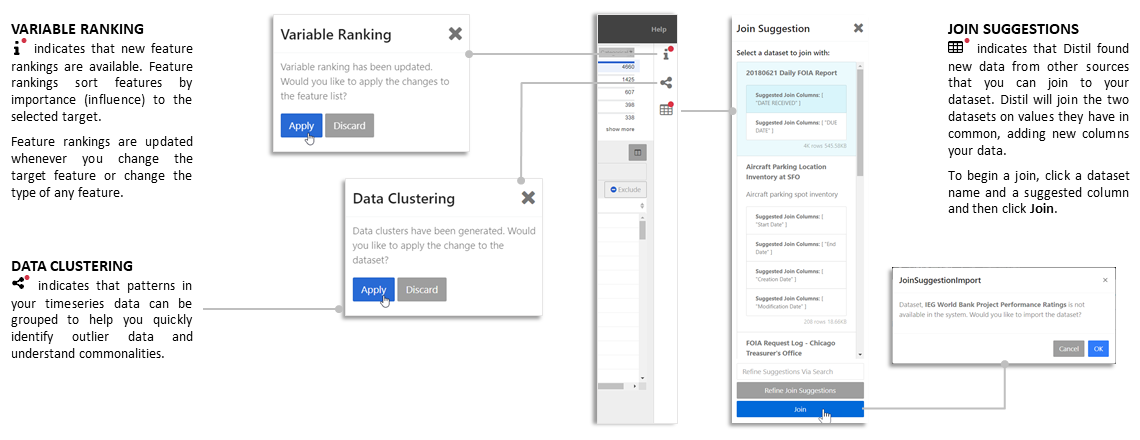 VARIABLE RANKING
indicates that new feature
rankings are available. Feature
rankings sort features by
importance (influence) to the
selected target.
Feature rankings are updated
whenever you change the
target feature or change the
type of any feature.
DATA CLUSTERING
indicates that patterns in
your timeseries data can be
grouped to help you quickly
identify outlier data and
understand commonalities.
Variable Ranking
Variable ranking has been updated.
Would you like to apply the changes to
the feature list?
Apply
Discard
Data Clustering
Data clusters have been generated. Would
you like to apply the change to the
dataset?
Apply
Discard
Help
4660
1425
607
398
338
show more
Exclude
Join Suggestion
Select a dataset to join with:
20180621 Daily FOIA Report
Suggested Join Columns: [
"DATE RECEIVED" ]
Suggested Join Columns: [ "DUE
DATE" ]
4K rows 545.58KB
Aircraft Parking Location
Inventory at SFO
Aircraft parking spot inventory
Suggested Join Columns: [
"Start Date" ]
Suggested Join Columns: [ "End
Date" ]
Suggested Join Columns: [
"Creation Date" ]
Suggested Join Columns: [
"Modification Date" ]
208 rows 18.66KB
FOIA Request Log - Chicago
Treasurer's Office
Refine Suggestions Via Search
Refine Join Suggestions
Join
JOIN SUGGESTIONS
indicates that Distil found
new data from other sources
that you can join to your
dataset. Distil will join the two
datasets on values they have in
common, adding new columns
your data.
To begin a join, click a dataset
name and a suggested column
and then click Join.
JoinSuggestionImport
Dataset, IEG World Bank Project Performance Ratings is not
available in the system. Would you like to import the dataset?
Cancel
OK